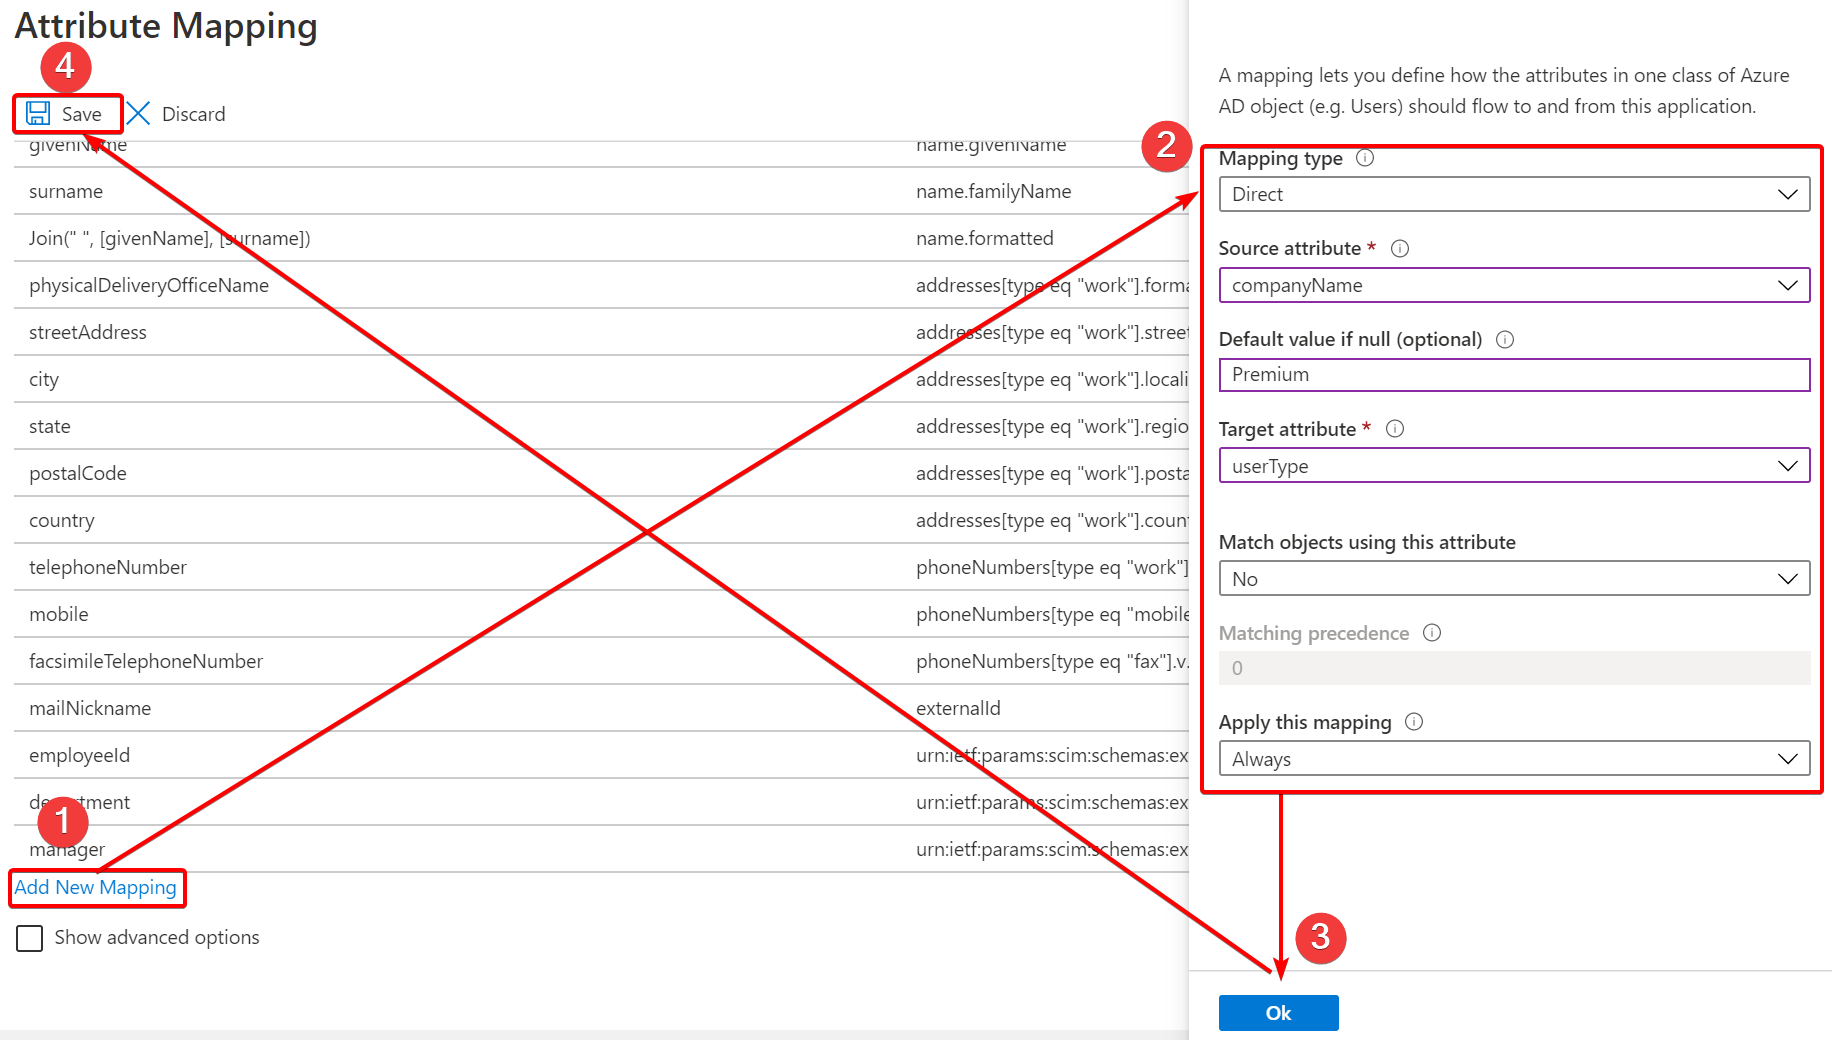 Attribute Mapping
4
Save
Discard
givenName
name.givenName
surname
name.familyName
Join(" ", [givenName], [surname])
name.formatted
physicalDeliveryOfficeName
addresses[type eq "work"].forma
streetAddress
addresses[type eq "work"].street
city
addresses[type eq "work"].locali
state
addresses[type eq "work"].regio
postalCode
addresses[type eq "work"].posta
country
addresses[type eq "work"].coun
telephoneNumber
phoneNumbers[type eq "work"]
mobile
phoneNumbers[type eq "mobile
facsimileTelephoneNumber
phoneNumbers[type eq "fax"].v.
mailNickname
externalId
employeeId
urn:ietf:params:scim:schemas:ex
department
urn:ietf:params:scim:schemas:ex
1
manager
urn:ietf:params:scim:schemas:ex
Add New Mapping
Show advanced options
A mapping lets you define how the attributes in one class of Azure
AD object (e.g. Users) should flow to and from this application.
2
Mapping type
Direct
Source attribute *
companyName
Default value if null (optional)
Premium
Target attribute *
userType
Match objects using this attribute
No
Matching precedence
0
Apply this mapping
Always
3
Ok